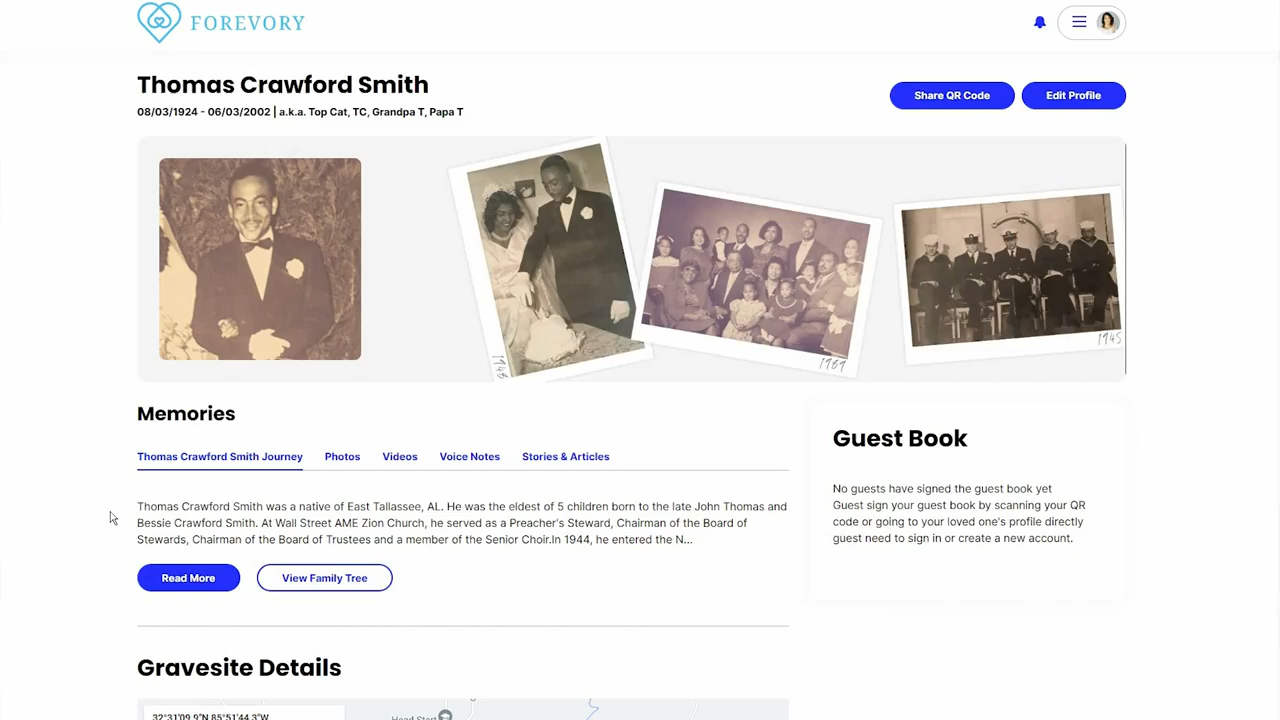 FOREVORY
Thomas Crawford Smith
08/03/1924 - 06/03/2002 | a.k.a. Top Cat, TC, Grandpa T, Papa T
Share QR Code
Edit Profile
1987
1945
Memories
Thomas Crawford Smith Journey
Photos
Videos
Voice Notes
Stories & Articles
Thomas Crawford Smith was a native of East Tallassee, AL. He was the eldest of 5 children born to the late John Thomas and
Bessie Crawford Smith. At Wall Street AME Zion Church, he served as a Preacher's Steward, Chairman of the Board of
Stewards, Chairman of the Board of Trustees and a member of the Senior Choir.In 1944, he entered the N...
Read More
View Family Tree
Guest Book
No guests have signed the guest book yet
Guest sign your guest book by scanning your QR
code or going to your loved one's profile directly
guest need to sign in or create a new account.
Gravesite Details
32°31'09.9"N 85°51'44.3"W
Head Start